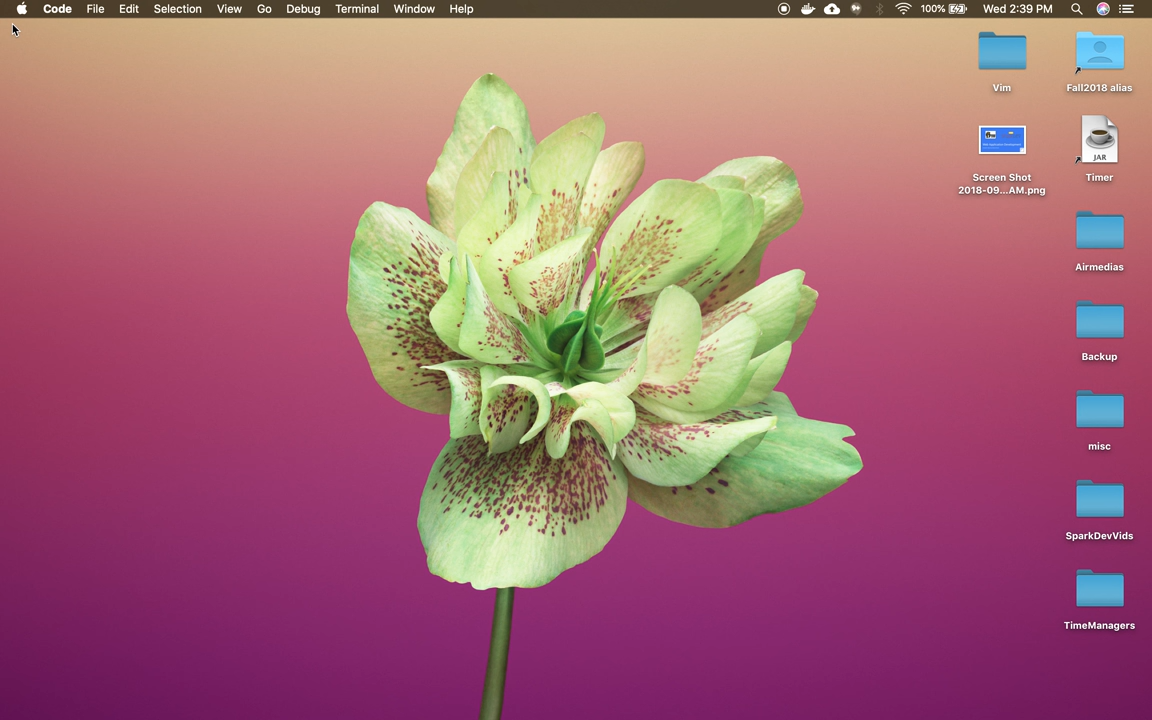 Code File Edit Selection View Go Debug Terminal Window Help 100% Wed 2:39 PM
Vim
Fall2018 alias
Screen Shot
2018-09...AM.png
JAR
Timer
Airmedias
Backup
misc
SparkDevVids
TimeManagers